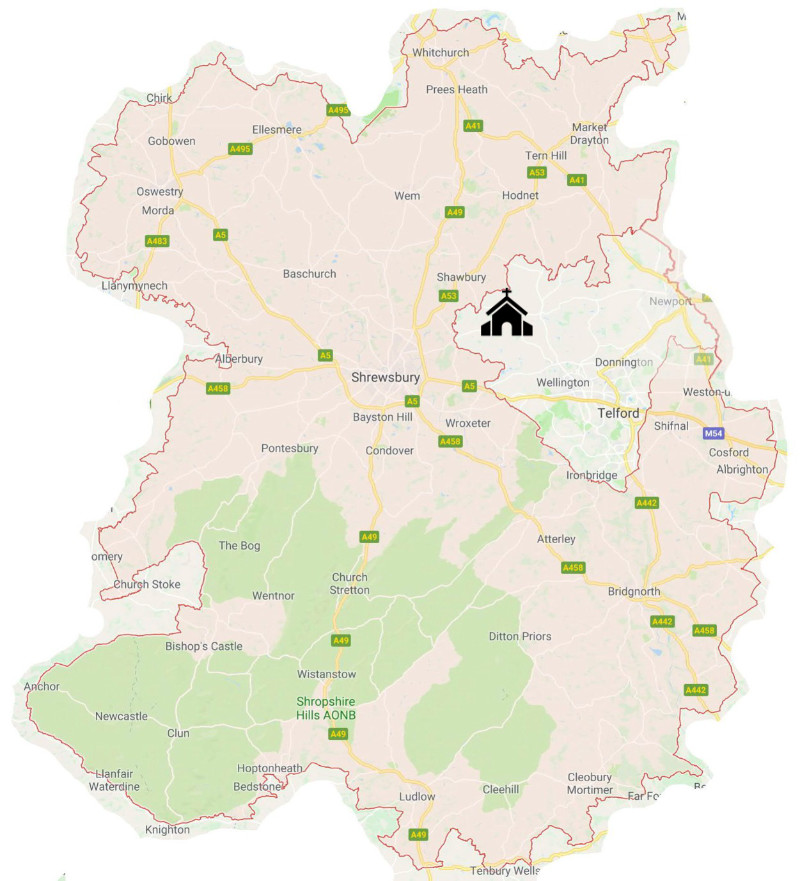 M
Whitchurch
Prees Heath
Chirk
A495
Ellesmere
A41
Market
Drayton
Gobowen
A495
Tern Hill
A53
A41
Oswestry
Wem
Hodnet
Morda
A49
A5
A483
Baschurch
Shawbury
Llanymynech
A53
Newport
Alberbury
A5
A41
Donnington
Shrewsbury
Wellington
A458
A5
Weston-u
A5
Telford
Bayston Hill
Wroxeter
Shifnal
M54
A458
Pontesbury
Condover
Cosford
Albrighton
Ironbridge
A442
A49
Atterley
The Bog
omery
A458
Church Stoke
Church
Stretton
Wentnor
Bridgnorth
A442
A458
Ditton Priors
A49
Bishop's Castle
Wistanstow
Anchor
A442
Shropshire
Hills AONB
Newcastle
Clun
A49
Hoptonheath
Llanfair
Waterdine
Bedstone
Cleobury
Mortimer
Cleehill
Ludlow
Far Fo
Knighton
A49
Tenbury Wells